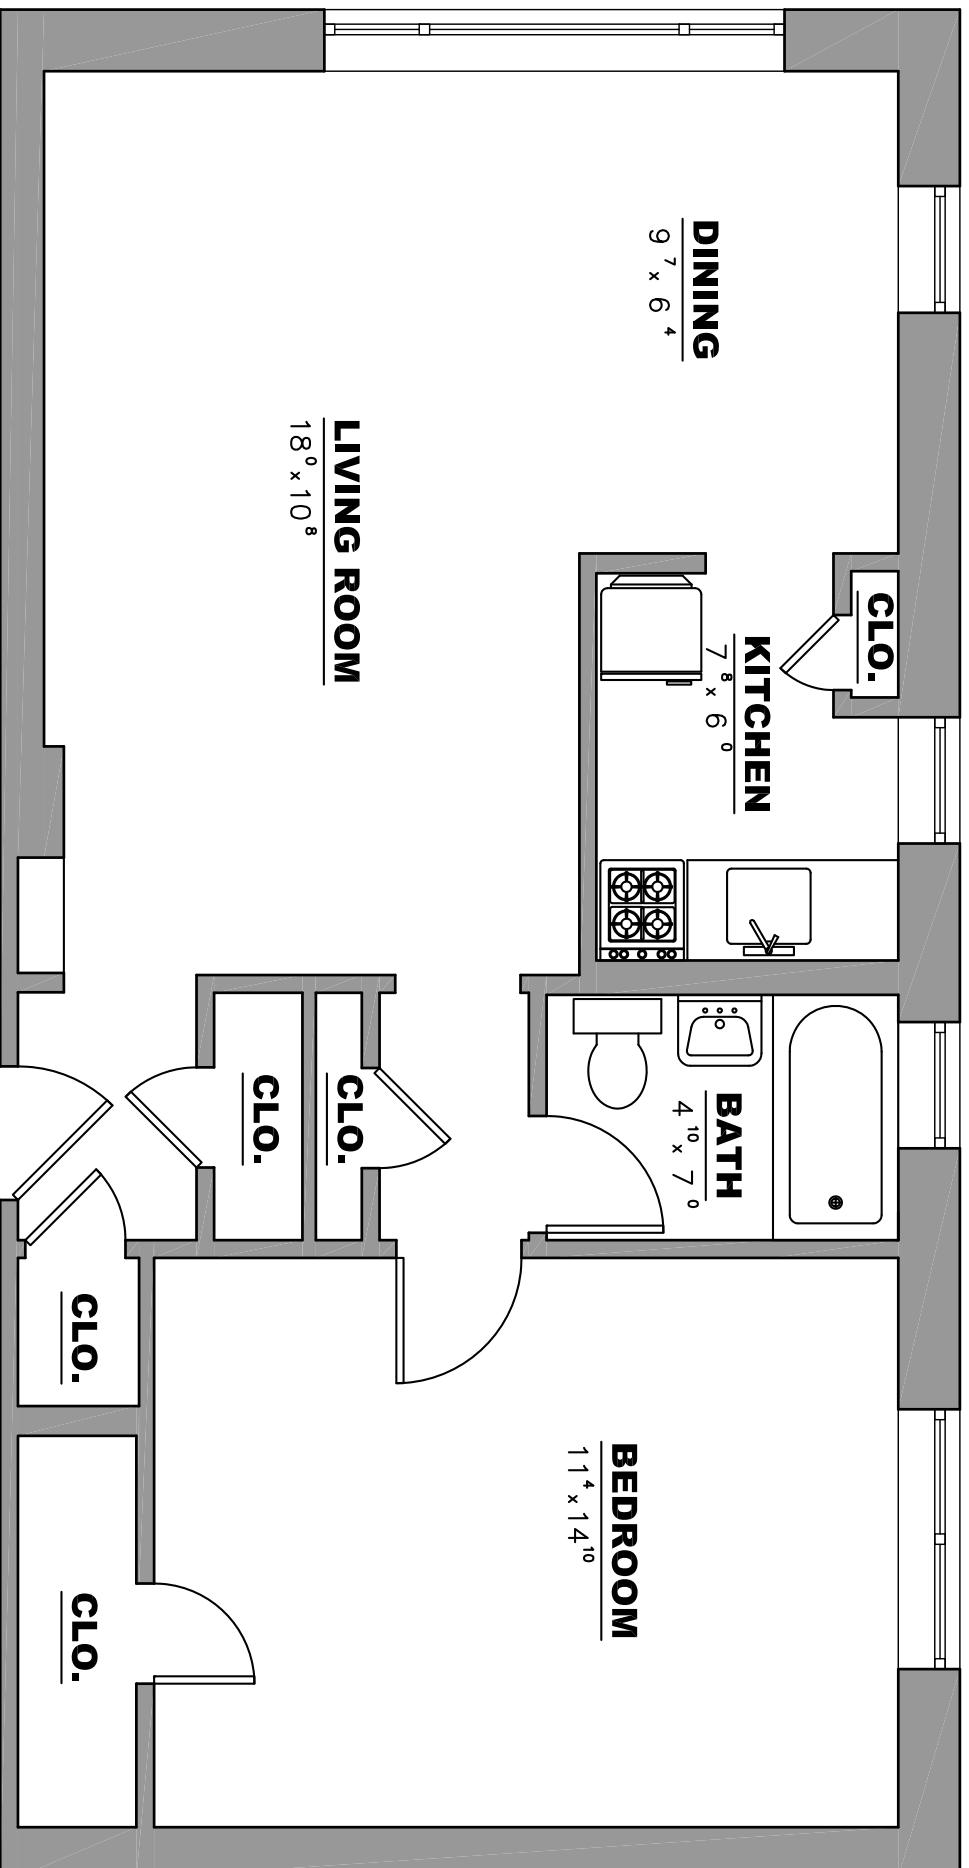 DINING
9⁷ x 6⁴
LIVING ROOM
18⁰ x 10⁸
CLO.
KITCHEN
7⁸ x 6⁰
BATH
4¹⁰ x 7⁰
CLO.
CLO.
CLO.
BEDROOM
11⁴ x 14¹⁰
CLO.